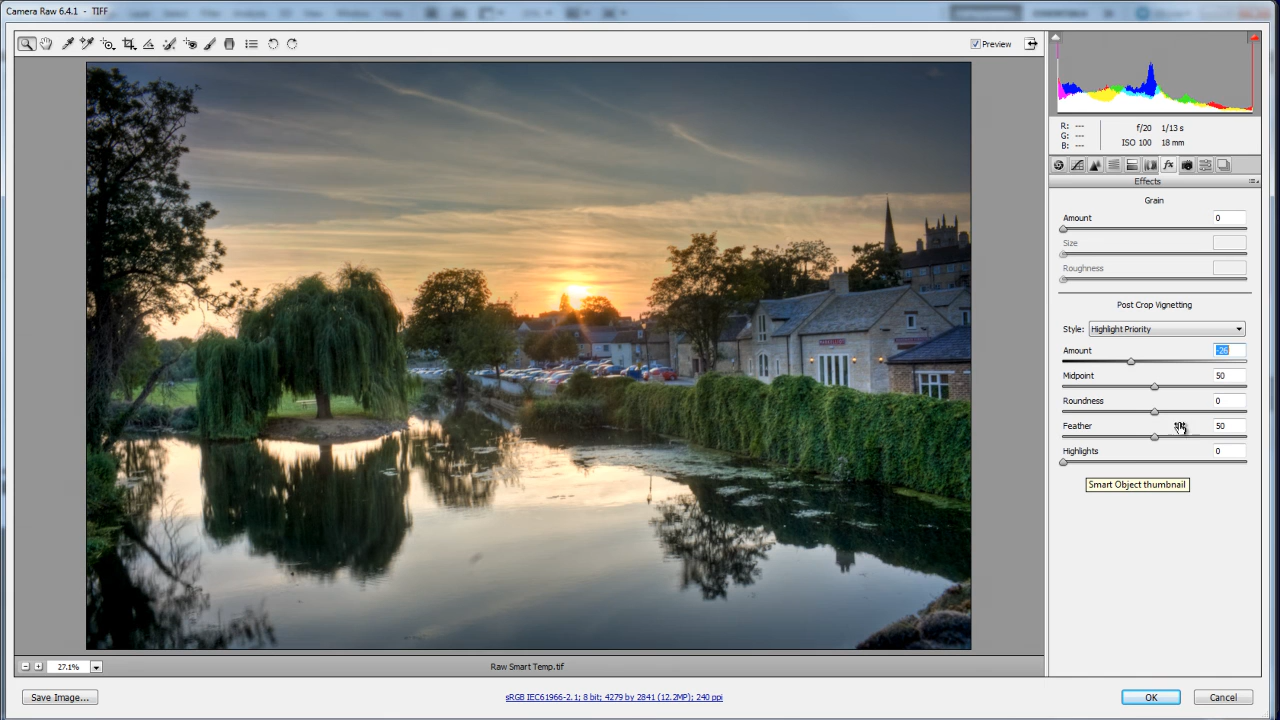 Camera Raw 6.4.1 - TIFF
Preview
R: ---
G: ---
B: ---
f/20 1/13 s
ISO 100 18 mm
fx
Effects
Grain
Amount 0
Size
Roughness
Post Crop Vignetting
Style: Highlight Priority
Amount -26
Midpoint 50
Roundness 0
Feather 50
Highlights 0
Smart Object thumbnail
27.1%
Raw Smart Temp.tif
Save Image...
sRGB IEC61966-2.1; 8 bit; 4279 by 2841 (12.2MP); 240 ppi
OK
Cancel